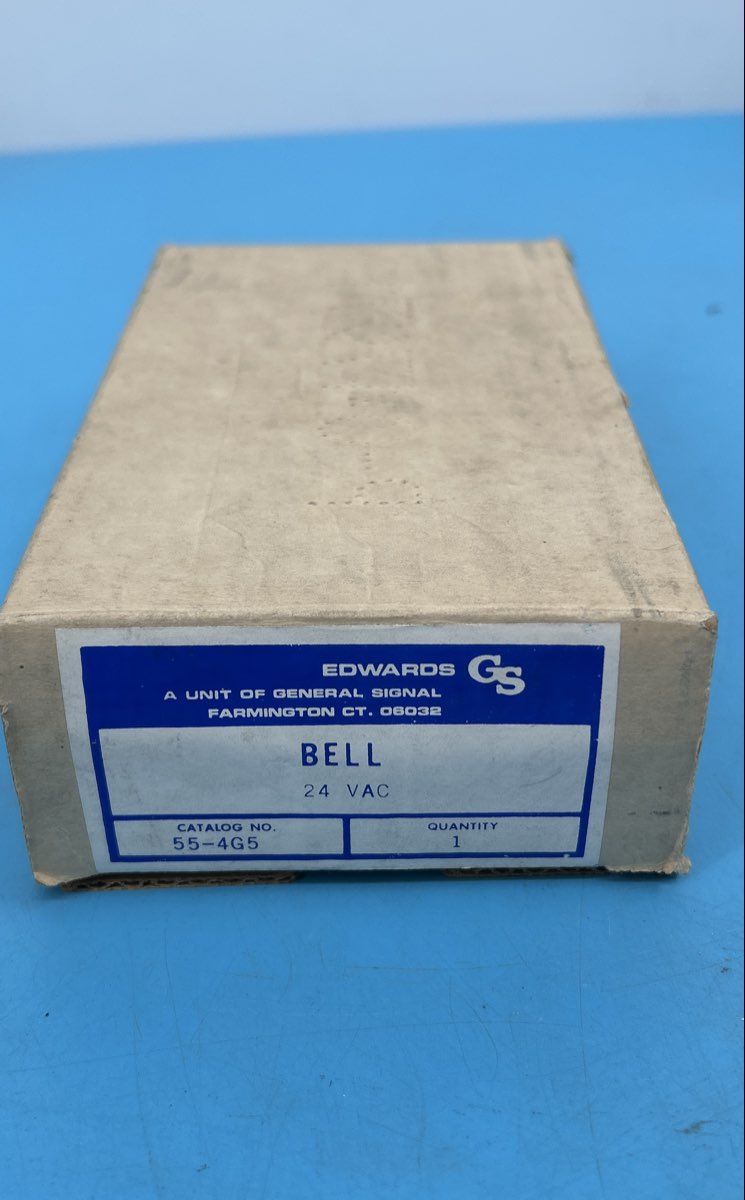 EDWARDS GS
A UNIT OF GENERAL SIGNAL
FARMINGTON CT. 06032
BELL
24 VAC
CATALOG NO.
55-4G5
QUANTITY
1